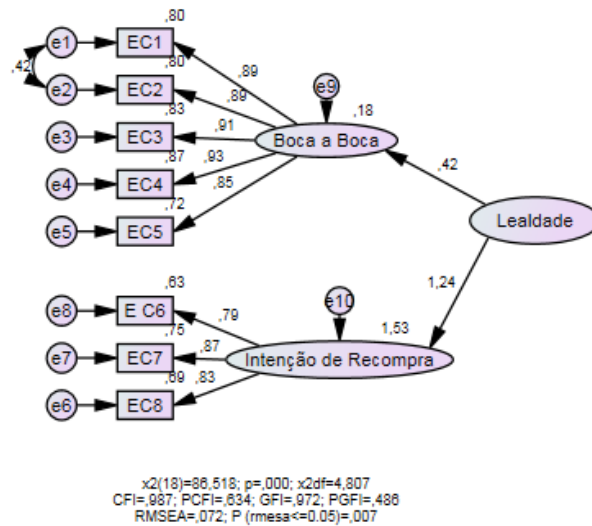 ,80
e1 EC1
,42
,80
,89
e2 EC2
,89
e9
,83
,18
e3 EC3
,91
Boca a Boca
,87
,93
e4 EC4
,42
,85
,72
e5 EC5
Lealdade
,63
1,24
e8 E C6
,79
e10
,75
1,53
e7 EC7
,87
Intenção de Recompra
,69
,83
e6 EC8
x2(18)=86,518; p=,000; x2df=4,807
CFI=,987; PCFI=,634; GFI=,972; PGFI=,486
RMSEA=,072; P (rmesa<=0.05)=,007